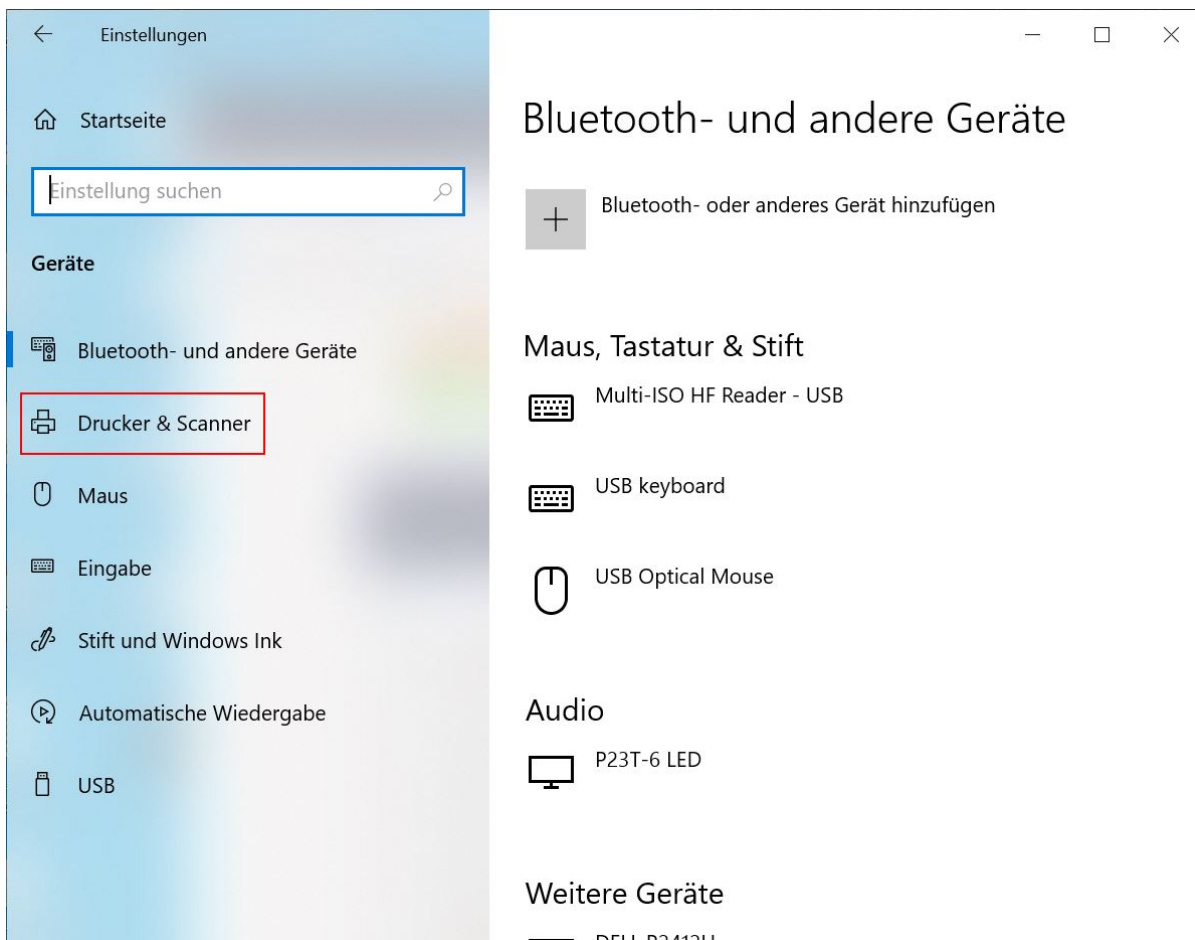 Einstellungen
Startseite
Einstellung suchen
Geräte
Bluetooth- und andere Geräte
Drucker & Scanner
Maus
Eingabe
Stift und Windows Ink
Automatische Wiedergabe
USB
Bluetooth- und andere Geräte
Bluetooth- oder anderes Gerät hinzufügen
Maus, Tastatur & Stift
Multi-ISO HF Reader - USB
USB keyboard
USB Optical Mouse
Audio
P23T-6 LED
Weitere Geräte